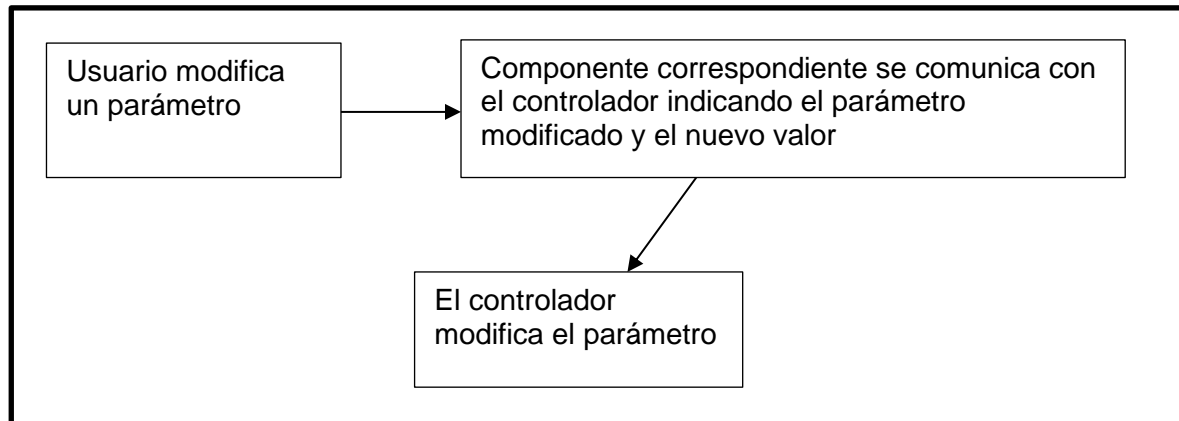 Usuario modifica
un parámetro
Componente correspondiente se comunica con
el controlador indicando el parámetro
modificado y el nuevo valor
El controlador
modifica el parámetro